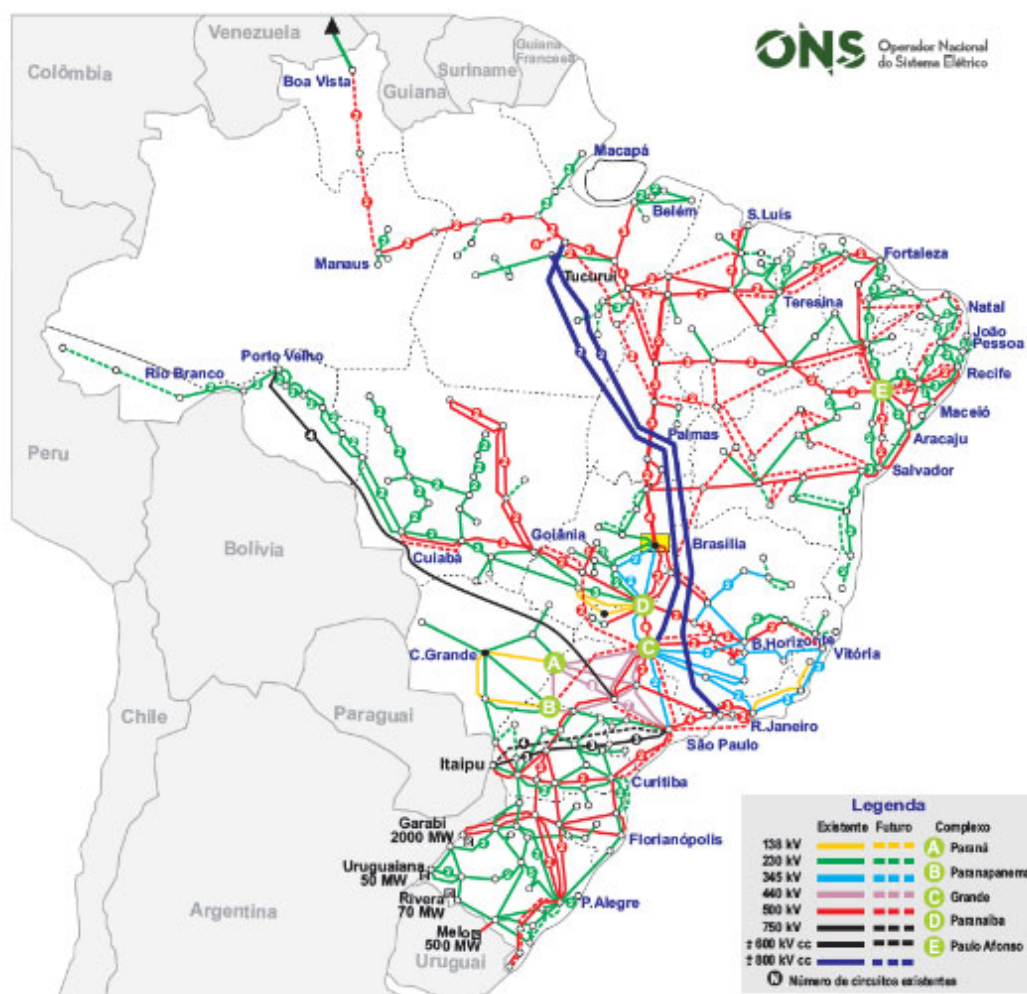 ONS Operador Nacional
do Sistema Elétrico
Venezuela
Colômbia
Boa Vista
Guiana
Suriname
Guiana
Francesa
Macapá
Belém
S.Luís
Manaus
Tucuruí
Fortaleza
Teresina
Natal
João
Pessoa
Recife
Maceió
Aracaju
Salvador
Porto Velho
Rio Branco
Peru
Palmas
Bolívia
Cuiabá
Goiânia
Brasília
D
E
C
A
B
B.Horizonte
Vitória
C.Grande
Chile
Paraguai
R.Janeiro
São Paulo
Itaipu
Curitiba
Garabi
2000 MW
Florianópolis
Uruguaiana
50 MW
Rivera
70 MW
P.Alegre
Melo
500 MW
Argentina
Uruguai
Legenda
Existente Futuro Complexo
138 kV A Paraná
230 kV
345 kV B Paranapanema
440 kV C Grande
500 kV
750 kV D Paranaíba
± 600 kV cc E Paulo Afonso
± 800 kV cc
N Número de circuitos existentes